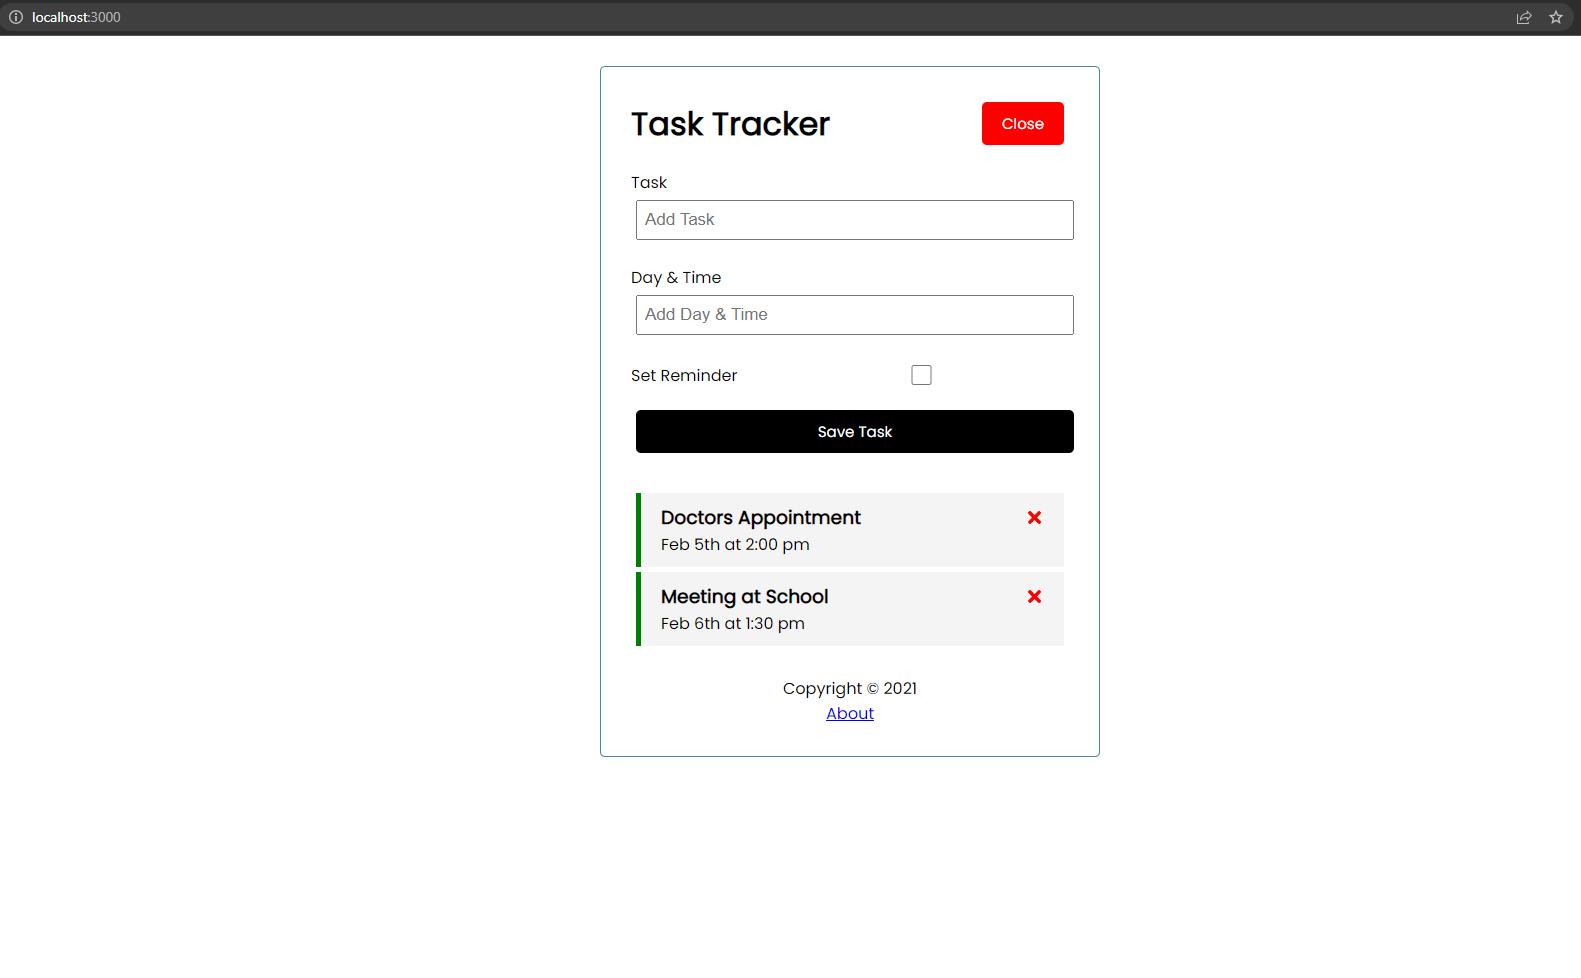 localhost:3000
Task Tracker
Close
Task
Add Task
Day & Time
Add Day & Time
Set Reminder
Save Task
Doctors Appointment
Feb 5th at 2:00 pm
Meeting at School
Feb 6th at 1:30 pm
Copyright © 2021
About